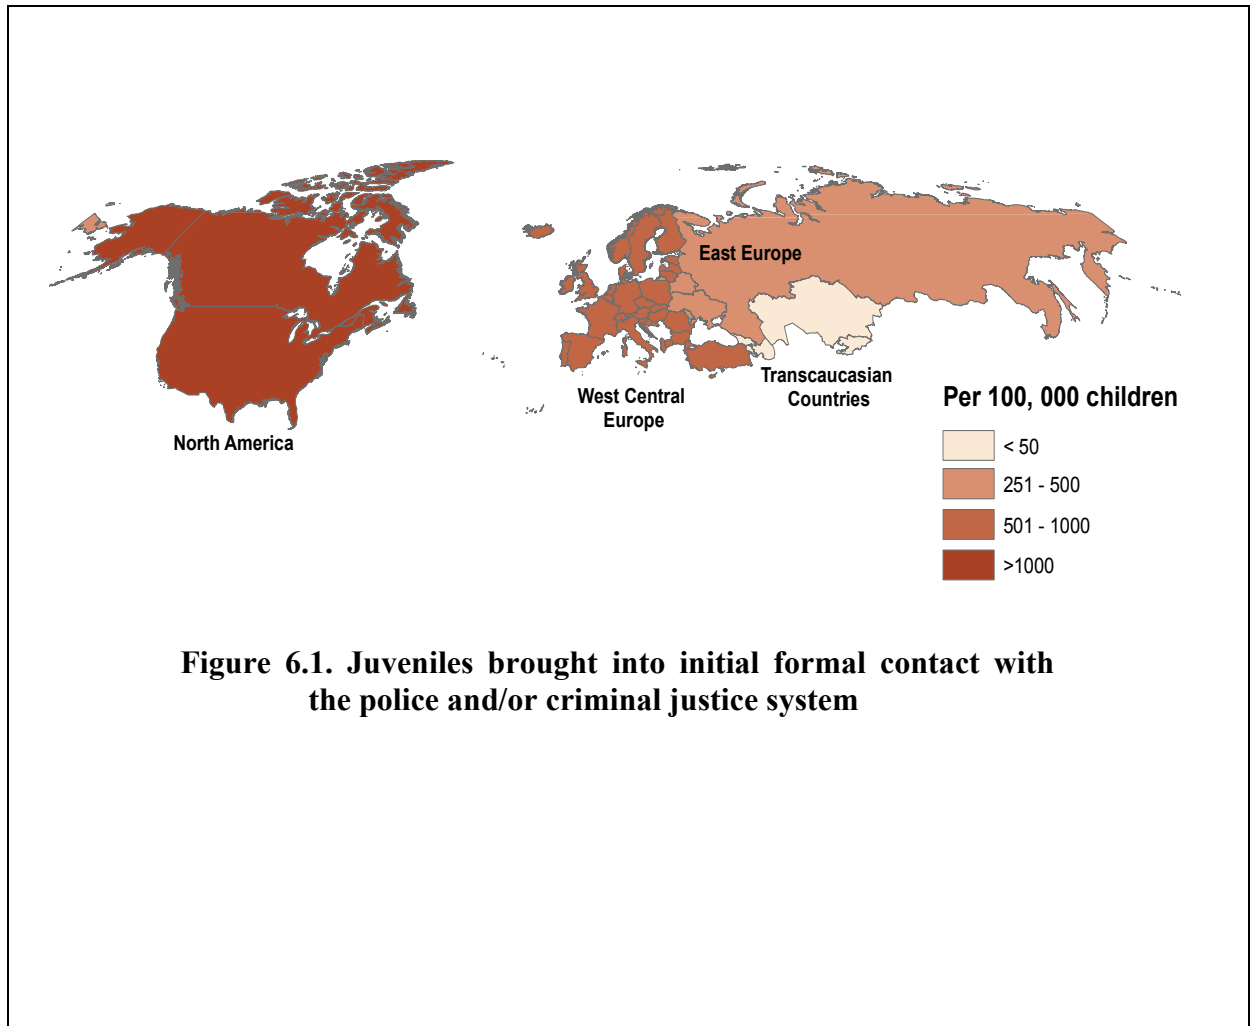 East Europe
West Central
Europe
Transcaucasian
Countries
North America
Per 100, 000 children
< 50
251 - 500
501 - 1000
>1000
Figure 6.1. Juveniles brought into initial formal contact with
the police and/or criminal justice system